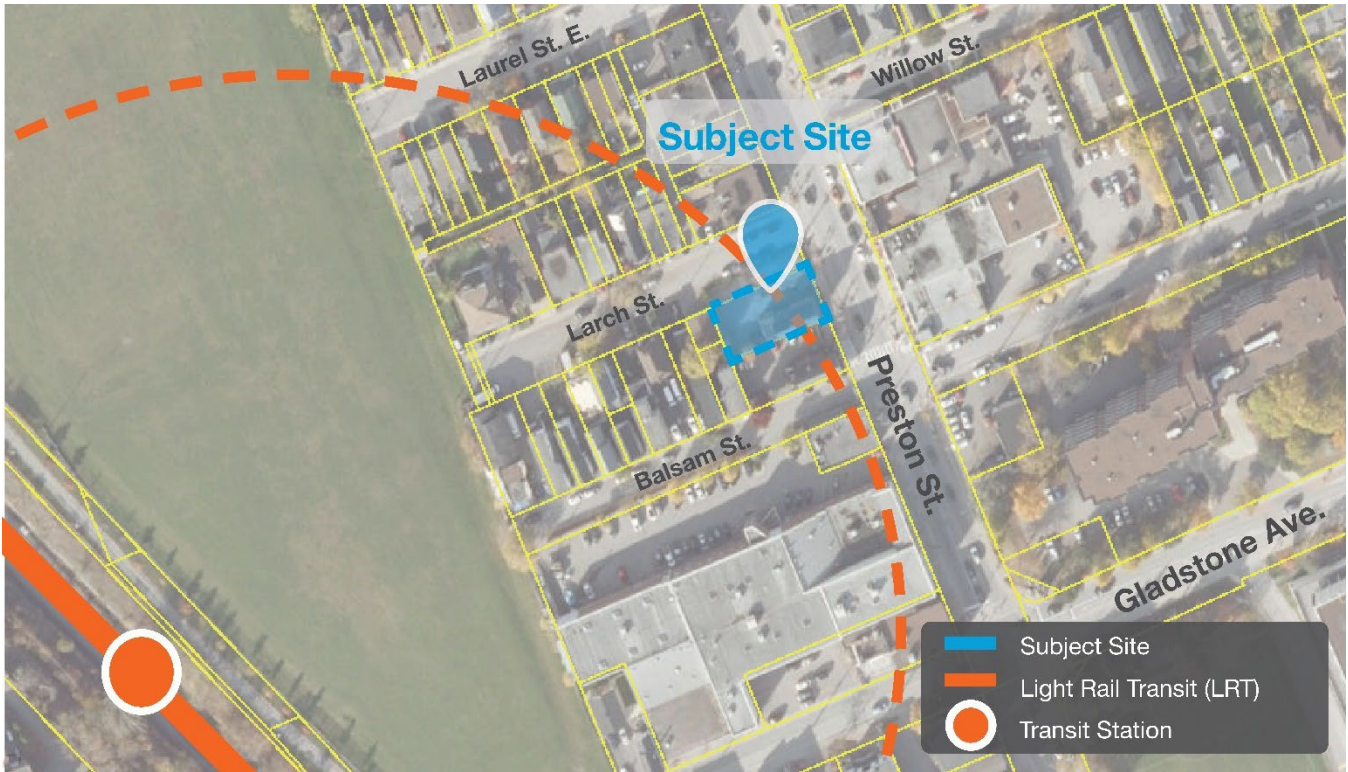 Laurel St. E.
Willow St.
Subject Site
Larch St.
Preston St.
Balsam St.
Gladstone Ave.
Subject Site
Light Rail Transit (LRT)
Transit Station